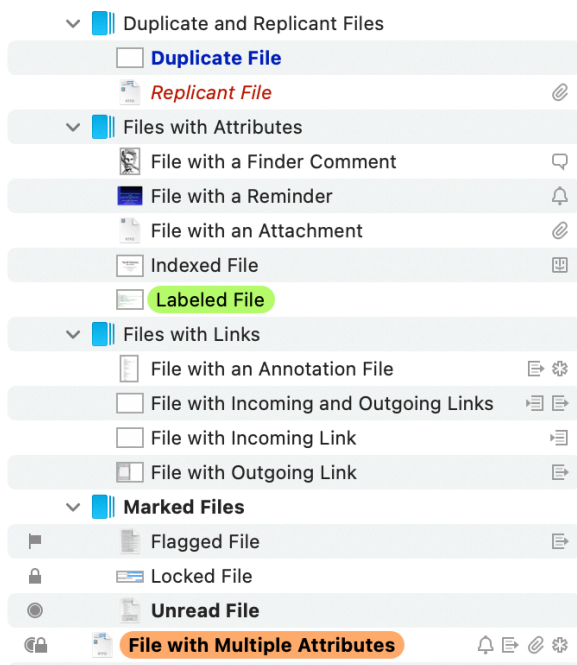 Duplicate and Replicant Files
Duplicate File
Replicant File
Files with Attributes
File with a Finder Comment
File with a Reminder
File with an Attachment
Indexed File
Labeled File
Files with Links
File with an Annotation File
File with Incoming and Outgoing Links
File with Incoming Link
File with Outgoing Link
Marked Files
Flagged File
Locked File
Unread File
File with Multiple Attributes